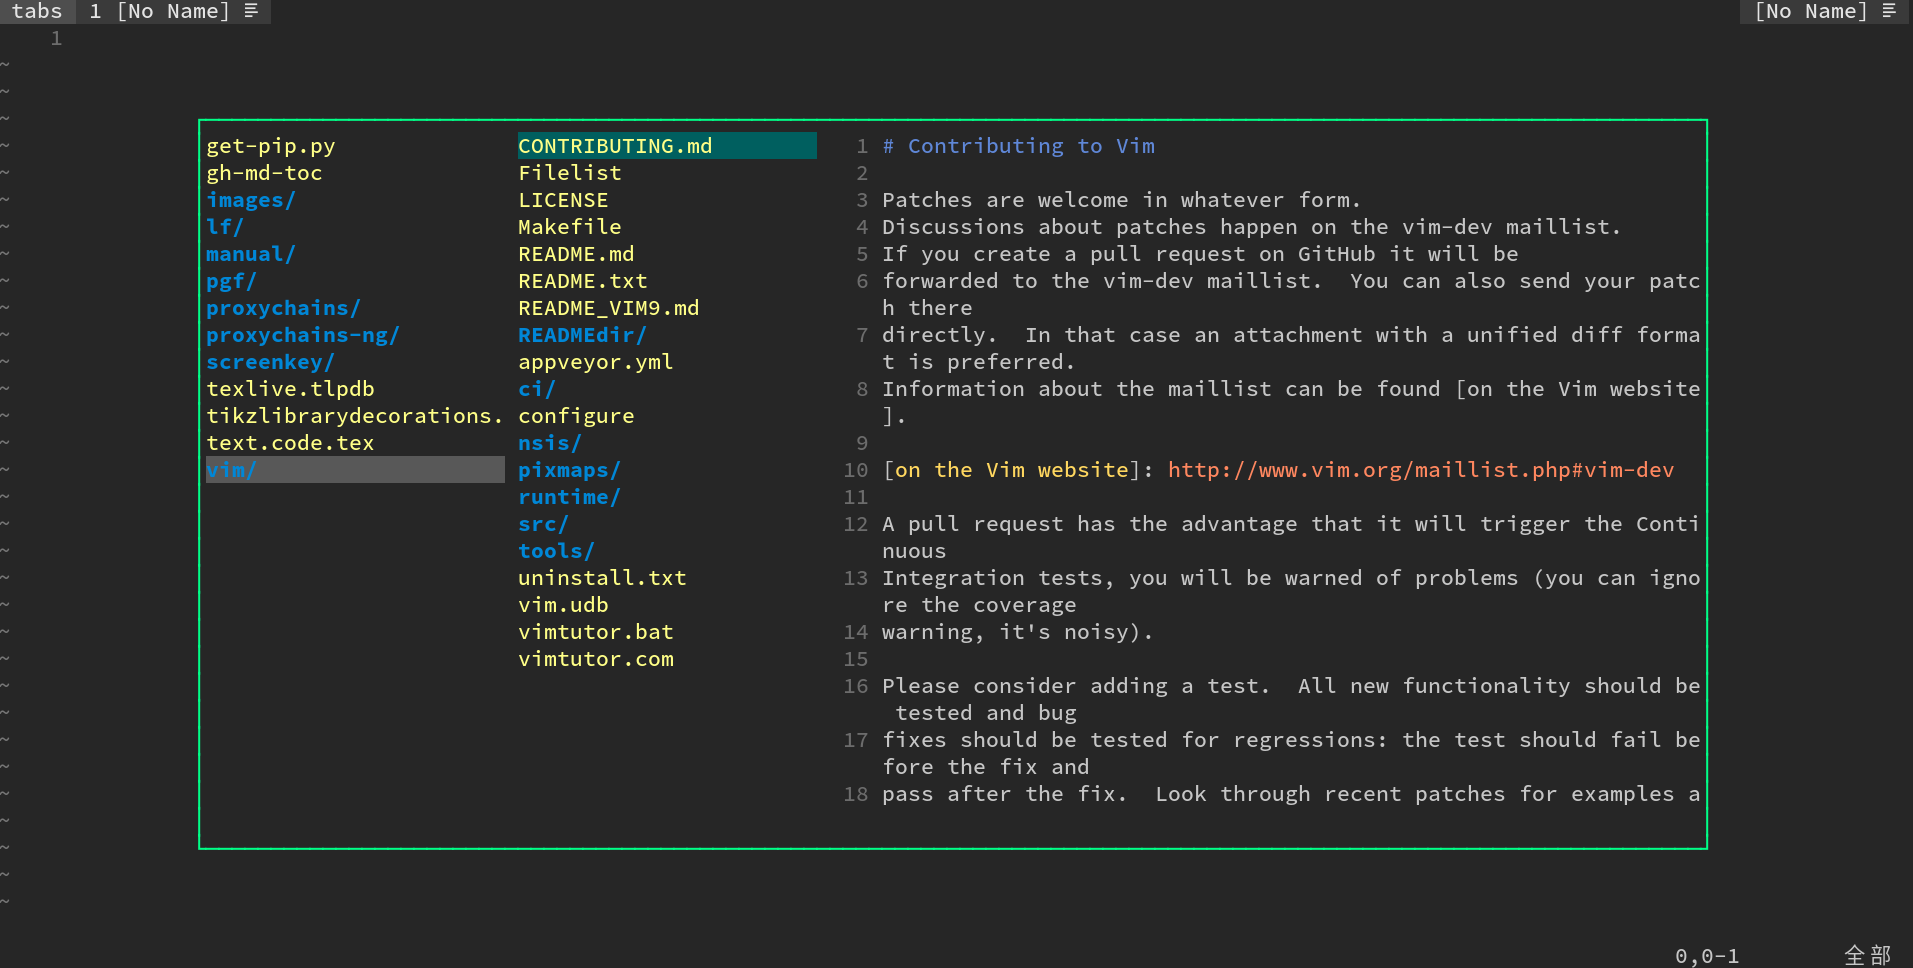 tabs 1 [No Name] [No Name]
1
get-pip.py
gh-md-toc
images/
lf/
manual/
pgf/
proxychains/
proxychains-ng/
screenkey/
texlive.tlpdb
tikzlibrarydecorations.
text.code.tex
vim/
CONTRIBUTING.md
Filelist
LICENSE
Makefile
README.md
README.txt
README_VIM9.md
READMEdir/
appveyor.yml
ci/
configure
nsis/
pixmaps/
runtime/
src/
tools/
uninstall.txt
vim.udb
vimtutor.bat
vimtutor.com
1 # Contributing to Vim
2
3 Patches are welcome in whatever form.
4 Discussions about patches happen on the vim-dev maillist.
5 If you create a pull request on GitHub it will be
6 forwarded to the vim-dev maillist.  You can also send your patc
h there
7 directly.  In that case an attachment with a unified diff forma
t is preferred.
8 Information about the maillist can be found [on the Vim website
].
9
10 [on the Vim website]: http://www.vim.org/maillist.php#vim-dev
11
12 A pull request has the advantage that it will trigger the Conti
nuous
13 Integration tests, you will be warned of problems (you can igno
re the coverage
14 warning, it's noisy).
15
16 Please consider adding a test.  All new functionality should be
 tested and bug
17 fixes should be tested for regressions: the test should fail be
fore the fix and
18 pass after the fix.  Look through recent patches for examples a
0,0-1 全部